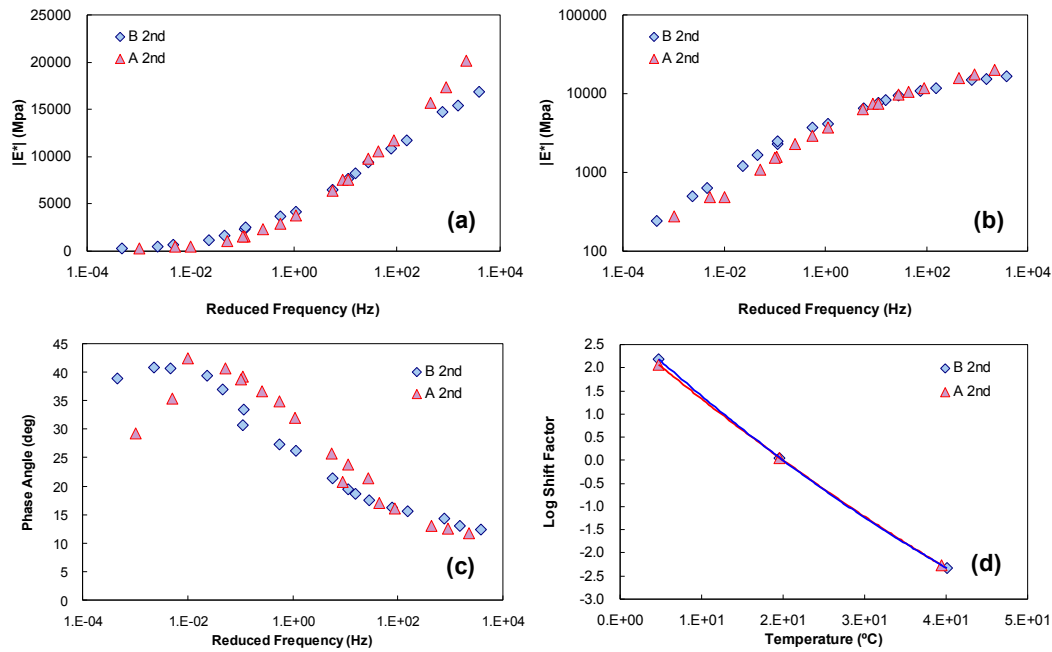 25000
20000
15000
10000
5000
0
|E*| (Mpa)
B 2nd
A 2nd
(a)
1.E-04 1.E-02 1.E+00 1.E+02 1.E+04
Reduced Frequency (Hz)
100000
10000
1000
100
|E*| (Mpa)
B 2nd
A 2nd
(b)
1.E-04 1.E-02 1.E+00 1.E+02 1.E+04
Reduced Frequency (Hz)
45
40
35
30
25
20
15
10
5
0
Phase Angle (deg)
B 2nd
A 2nd
(c)
1.E-04 1.E-02 1.E+00 1.E+02 1.E+04
Reduced Frequency (Hz)
2.5
2.0
1.5
1.0
0.5
0.0
-0.5
-1.0
-1.5
-2.0
-2.5
-3.0
Log Shift Factor
B 2nd
A 2nd
(d)
0.E+00 1.E+01 2.E+01 3.E+01 4.E+01 5.E+01
Temperature (ºC)